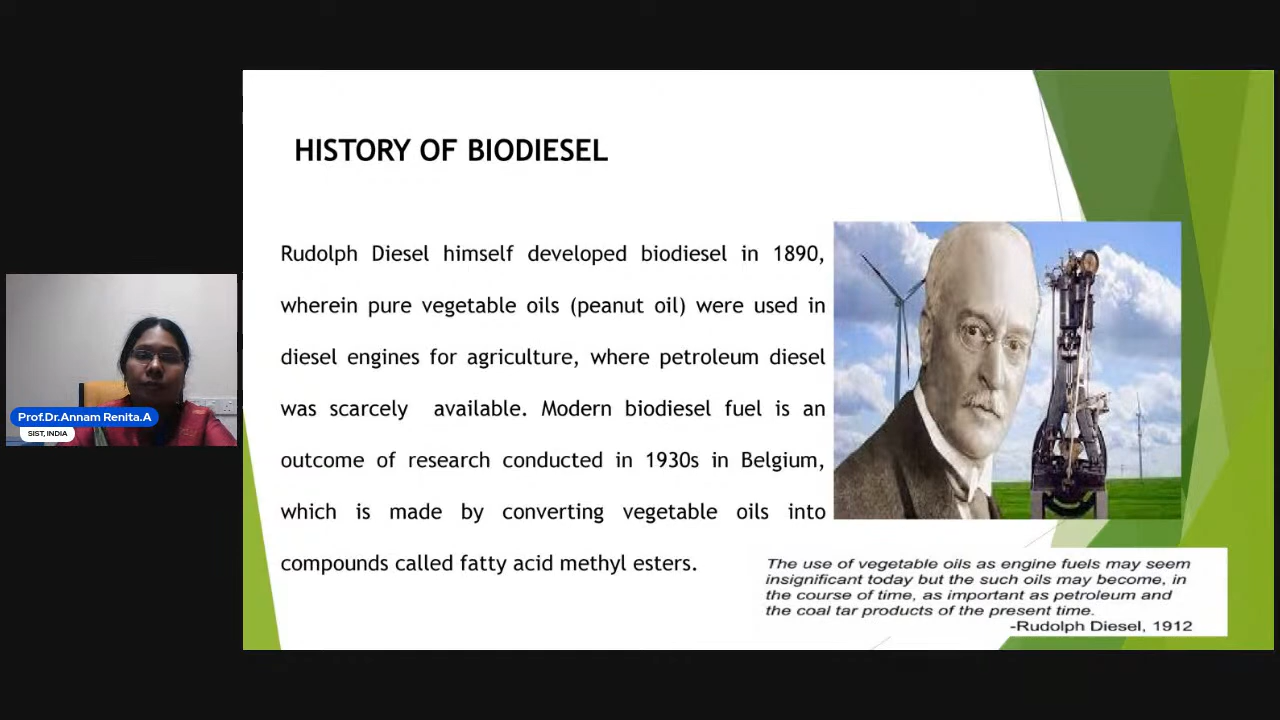 HISTORY OF BIODIESEL
Rudolph Diesel himself developed biodiesel in 1890,
wherein pure vegetable oils (peanut oil) were used in
diesel engines for agriculture, where petroleum diesel
was scarcely available. Modern biodiesel fuel is an
outcome of research conducted in 1930s in Belgium,
which is made by converting vegetable oils into
compounds called fatty acid methyl esters.
The use of vegetable oils as engine fuels may seem
insignificant today but the such oils may become, in
the course of time, as important as petroleum and
the coal tar products of the present time.
-Rudolph Diesel, 1912
Prof.Dr.Annam Renita.A
SIST, INDIA